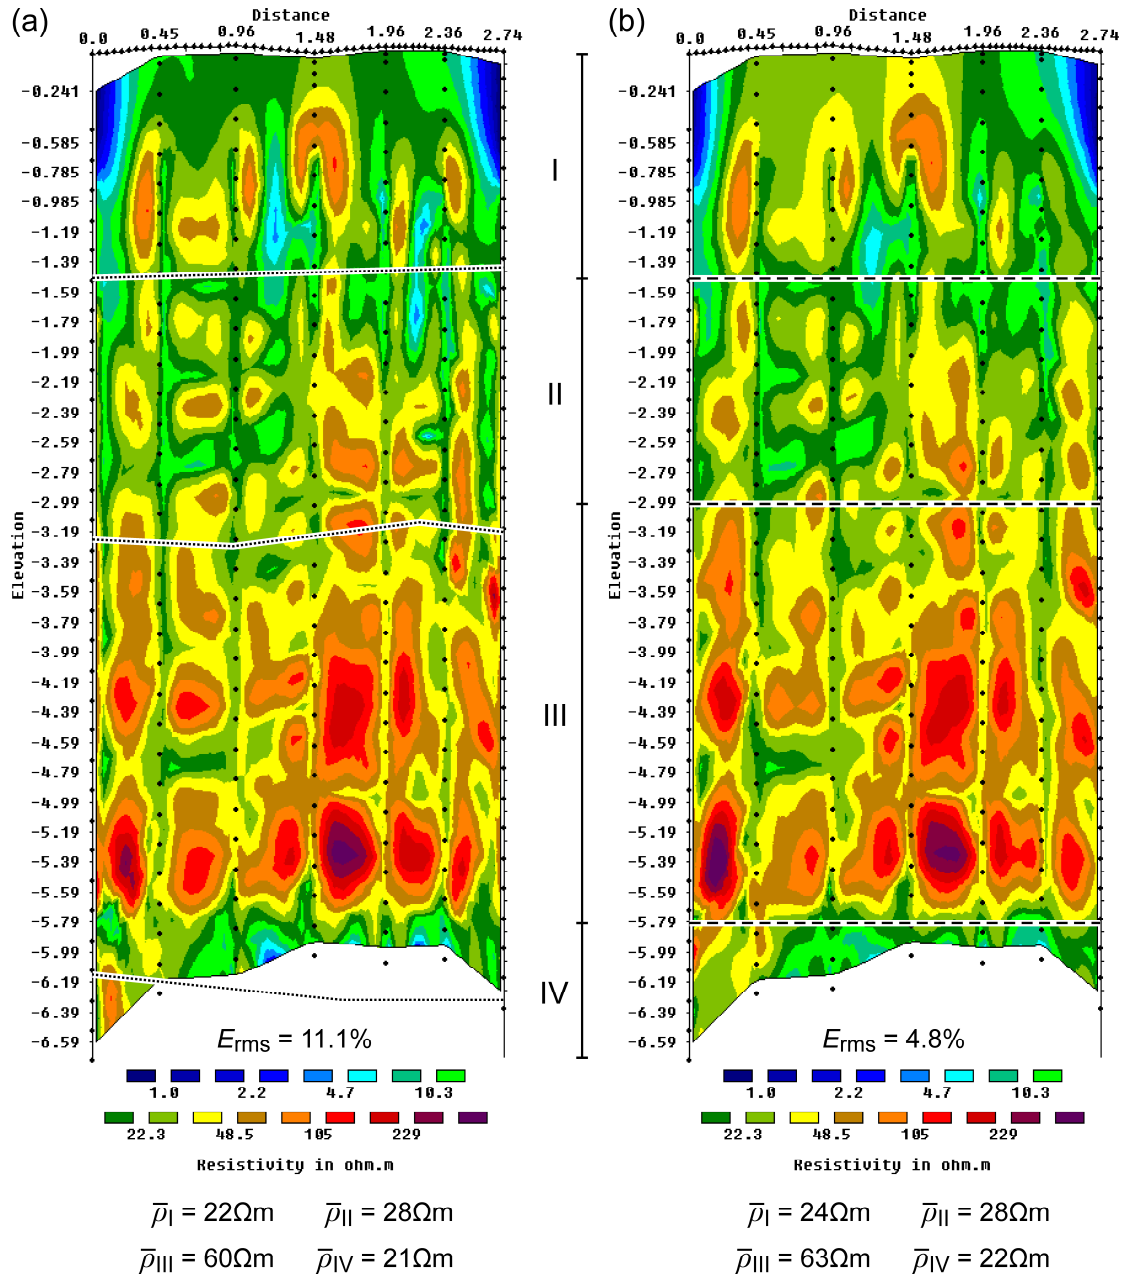 (a)
Distance
0.0 0.45 0.96 1.48 1.96 2.36 2.74
Elevation
-0.241
-0.585
-0.785
-0.985
-1.19
-1.39
-1.59
-1.79
-1.99
-2.19
-2.39
-2.59
-2.79
-2.99
-3.19
-3.39
-3.59
-3.79
-3.99
-4.19
-4.39
-4.59
-4.79
-4.99
-5.19
-5.39
-5.59
-5.79
-5.99
-6.19
-6.39
-6.59
Erms = 11.1%
1.0 2.2 4.7 10.3
22.3 48.5 105 229
Resistivity in ohm.m
ρ̅I = 22Ωm ρ̅II = 28Ωm
ρ̅III = 60Ωm ρ̅IV = 21Ωm
I
II
III
IV
(b)
Distance
0.0 0.45 0.96 1.48 1.96 2.36 2.74
Elevation
-0.241
-0.585
-0.785
-0.985
-1.19
-1.39
-1.59
-1.79
-1.99
-2.19
-2.39
-2.59
-2.79
-2.99
-3.19
-3.39
-3.59
-3.79
-3.99
-4.19
-4.39
-4.59
-4.79
-4.99
-5.19
-5.39
-5.59
-5.79
-5.99
-6.19
-6.39
-6.59
Erms = 4.8%
1.0 2.2 4.7 10.3
22.3 48.5 105 229
Resistivity in ohm.m
ρ̅I = 24Ωm ρ̅II = 28Ωm
ρ̅III = 63Ωm ρ̅IV = 22Ωm